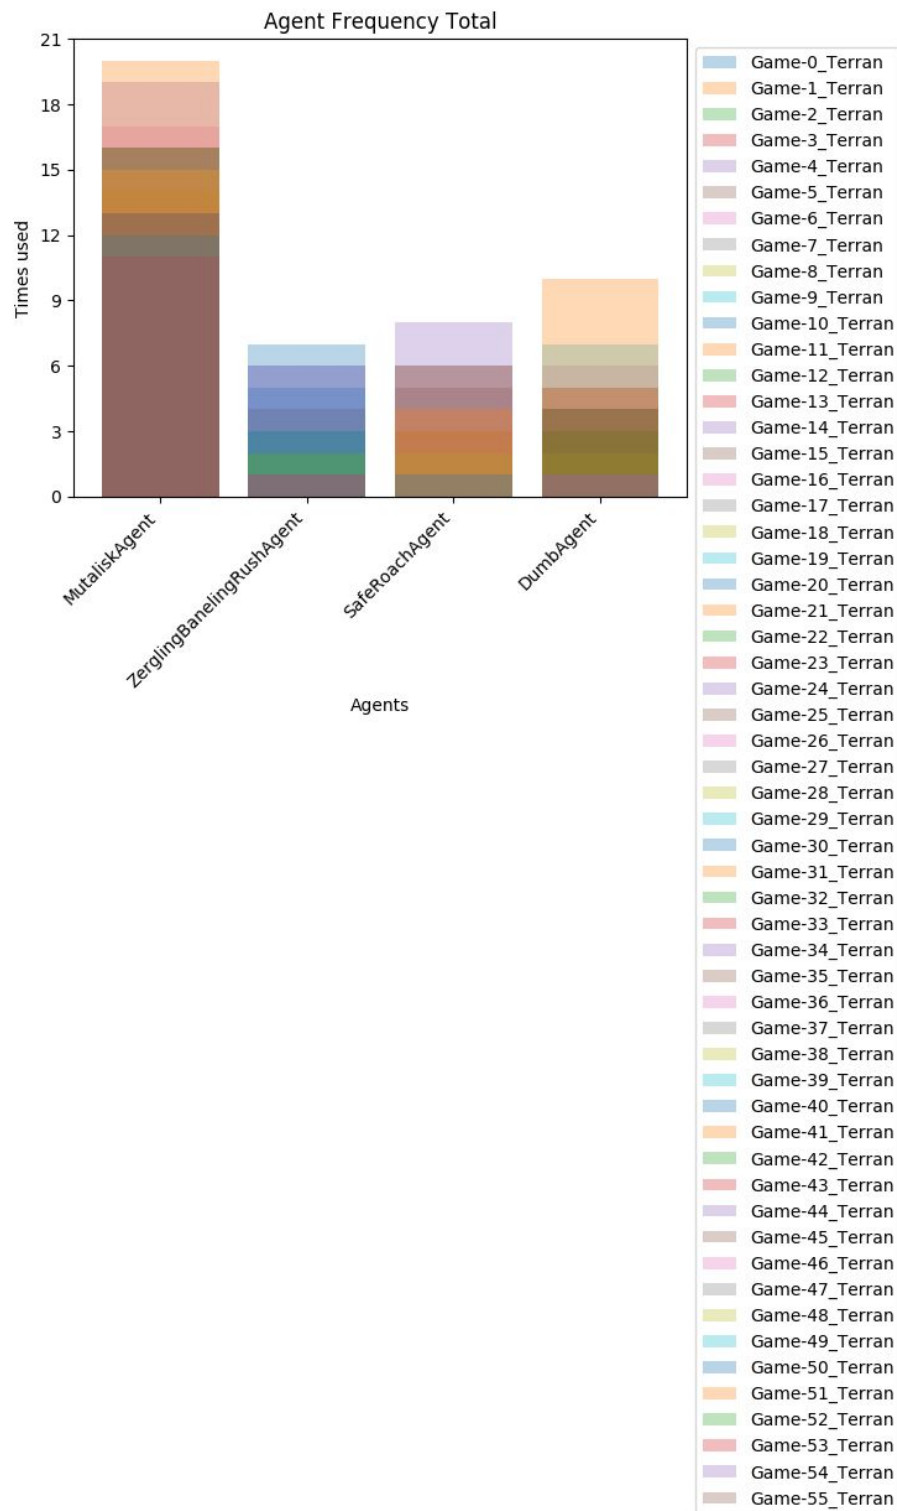 Agent Frequency Total
21
18
15
12
9
6
3
0
Times used
MutaliskAgent
ZerglingBanelingRushAgent
SafeRoachAgent
DumbAgent
Agents
Game-0_Terran
Game-1_Terran
Game-2_Terran
Game-3_Terran
Game-4_Terran
Game-5_Terran
Game-6_Terran
Game-7_Terran
Game-8_Terran
Game-9_Terran
Game-10_Terran
Game-11_Terran
Game-12_Terran
Game-13_Terran
Game-14_Terran
Game-15_Terran
Game-16_Terran
Game-17_Terran
Game-18_Terran
Game-19_Terran
Game-20_Terran
Game-21_Terran
Game-22_Terran
Game-23_Terran
Game-24_Terran
Game-25_Terran
Game-26_Terran
Game-27_Terran
Game-28_Terran
Game-29_Terran
Game-30_Terran
Game-31_Terran
Game-32_Terran
Game-33_Terran
Game-34_Terran
Game-35_Terran
Game-36_Terran
Game-37_Terran
Game-38_Terran
Game-39_Terran
Game-40_Terran
Game-41_Terran
Game-42_Terran
Game-43_Terran
Game-44_Terran
Game-45_Terran
Game-46_Terran
Game-47_Terran
Game-48_Terran
Game-49_Terran
Game-50_Terran
Game-51_Terran
Game-52_Terran
Game-53_Terran
Game-54_Terran
Game-55_Terran